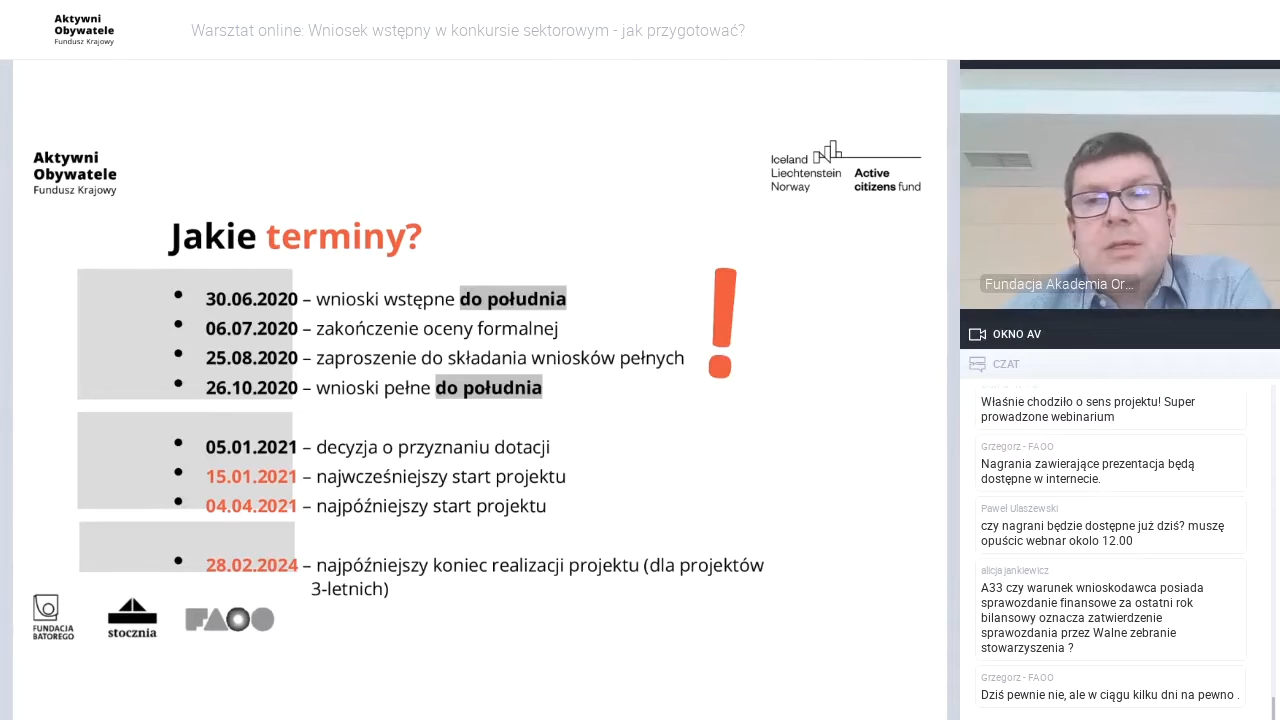 Aktywni
Obywatele
Fundusz Krajowy
Warsztat online: Wniosek wstępny w konkursie sektorowym - jak przygotować?
Aktywni
Obywatele
Fundusz Krajowy
Iceland
Liechtenstein
Norway
Active
citizens fund
Jakie terminy?
• 30.06.2020 – wnioski wstępne do południa
• 06.07.2020 – zakończenie oceny formalnej
• 25.08.2020 – zaproszenie do składania wniosków pełnych
• 26.10.2020 – wnioski pełne do południa
• 05.01.2021 – decyzja o przyznaniu dotacji
• 15.01.2021 – najwcześniejszy start projektu
• 04.04.2021 – najpóźniejszy start projektu
• 28.02.2024 – najpóźniejszy koniec realizacji projektu (dla projektów
3-letnich)
!
FUNDACJA
BATOREGO
stocznia
FAOO
Fundacja Akademia Or...
OKNO AV
CZAT
Właśnie chodziło o sens projektu! Super
prowadzone webinarium
Grzegorz - FAOO
Nagrania zawierające prezentacja będą
dostępne w internecie.
Paweł Ulaszewski
czy nagrani będzie dostępne już dziś? muszę
opuścic webnar okolo 12.00
alicja jankiewicz
A33 czy warunek wnioskodawca posiada
sprawozdanie finansowe za ostatni rok
bilansowy oznacza zatwierdzenie
sprawozdania przez Walne zebranie
stowarzyszenia ?
Grzegorz - FAOO
Dziś pewnie nie, ale w ciągu kilku dni na pewno .